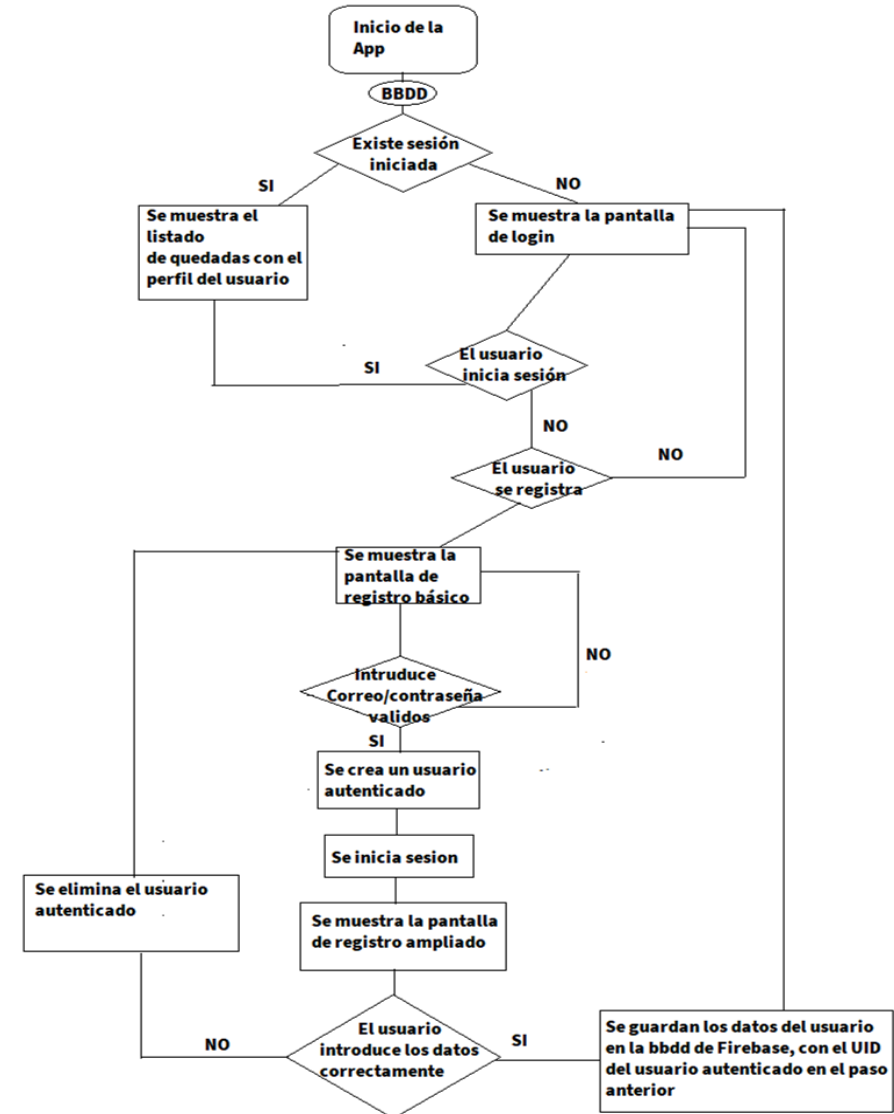 Inicio de la
App
BBDD
Existe sesión
iniciada
SI
NO
Se muestra el
listado
de quedadas con el
perfil del usuario
Se muestra la pantalla
de login
El usuario
inicia sesión
SI
NO
El usuario
se registra
NO
Se muestra la
pantalla de
registro básico
NO
Intruduce
Correo/contraseña
validos
SI
Se crea un usuario
autenticado
Se inicia sesion
Se elimina el usuario
autenticado
Se muestra la pantalla
de registro ampliado
El usuario
introduce los datos
correctamente
NO
SI
Se guardan los datos del usuario
en la bbdd de Firebase, con el UID
del usuario autenticado en el paso
anterior